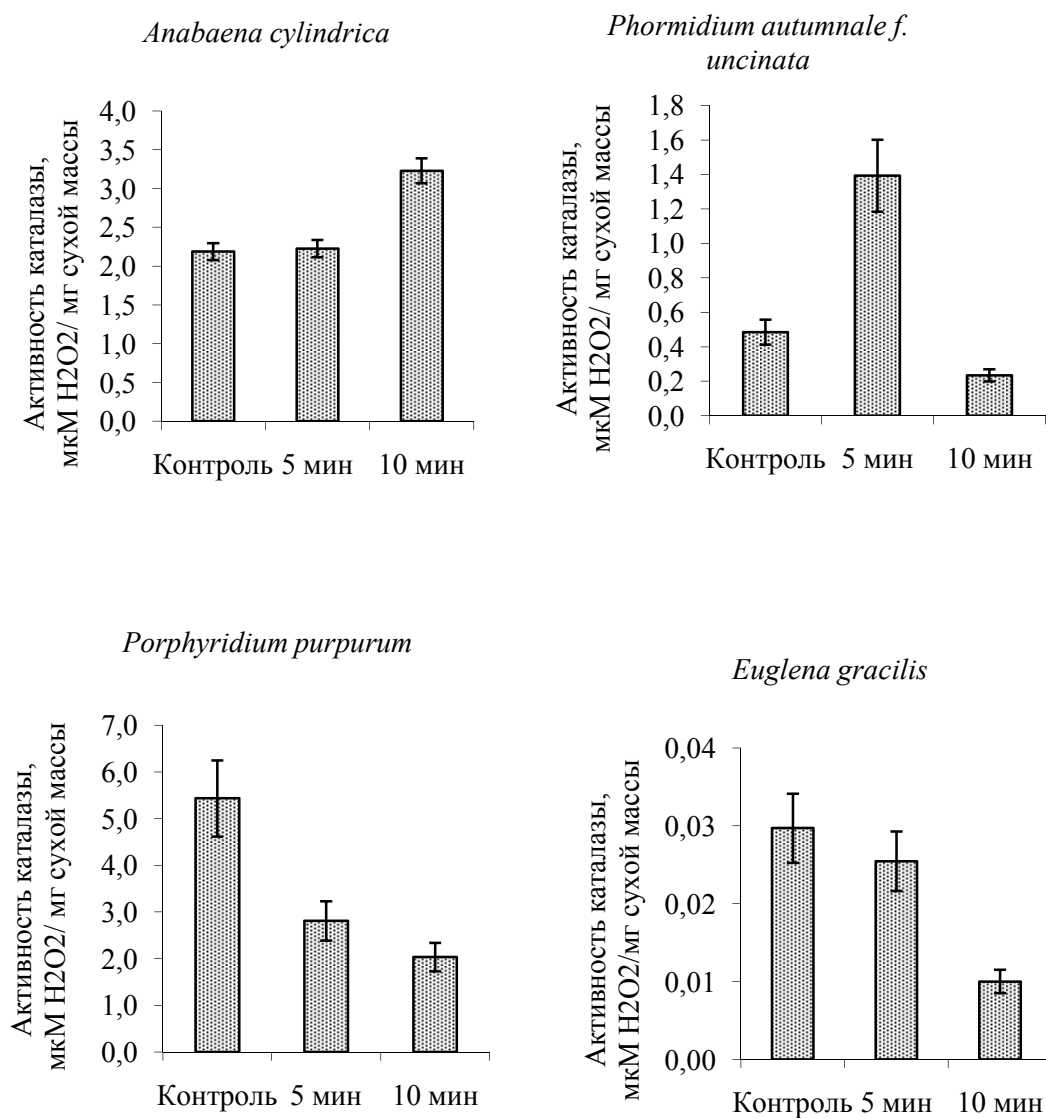 Anabaena cylindrica
Активность каталазы,
мкМ H2O2/ мг сухой массы
4,0
3,5
3,0
2,5
2,0
1,5
1,0
0,5
0,0
Контроль 5 мин 10 мин
Phormidium autumnale f.
uncinata
Активность каталазы,
мкМ H2O2/ мг сухой массы
1,8
1,6
1,4
1,2
1,0
0,8
0,6
0,4
0,2
0,0
Контроль 5 мин 10 мин
Porphyridium purpurum
Активность каталазы,
мкМ H2O2/ мг сухой массы
7,0
6,0
5,0
4,0
3,0
2,0
1,0
0,0
Контроль 5 мин 10 мин
Euglena gracilis
Активность каталазы,
мкМ H2O2/мг сухой массы
0,04
0,03
0,02
0,01
0,00
Контроль 5 мин 10 мин